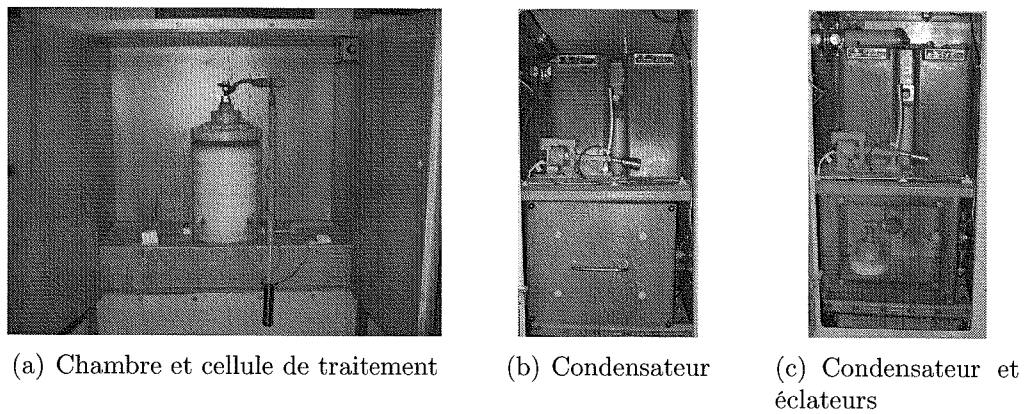 (a) Chambre et cellule de traitement
(b) Condensateur
(c) Condensateur et
éclateurs